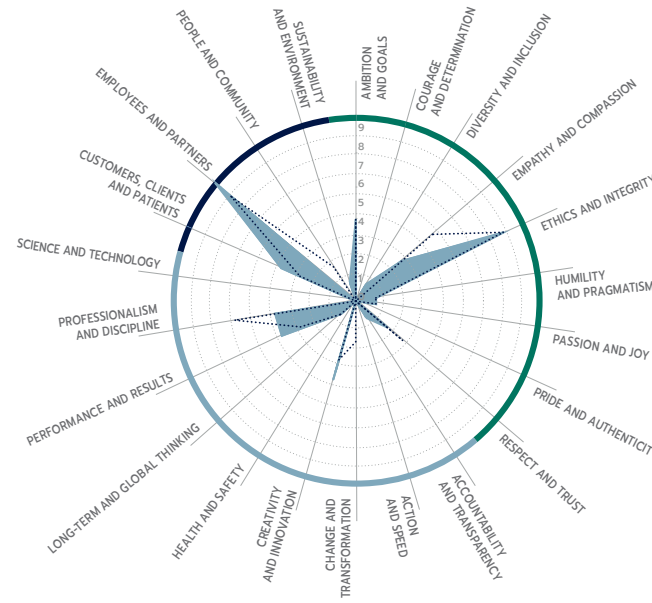 AMBITION
AND GOALS
COURAGE
AND DETERMINATION
DIVERSITY AND INCLUSION
EMPATHY AND COMPASSION
ETHICS AND INTEGRITY
HUMILITY
AND PRAGMATISM
PASSION AND JOY
PRIDE AND AUTHENTICIT
RESPECT AND TRUST
ACCOUNTABILITY
AND TRANSPARENCY
ACTION
AND SPEED
CHANGE AND
TRANSFORMATION
CREATIVITY
AND INNOVATION
HEALTH AND SAFETY
LONG-TERM AND GLOBAL THINKING
PERFORMANCE AND RESULTS
PROFESSIONALISM
AND DISCIPLINE
SCIENCE AND TECHNOLOGY
CUSTOMERS, CLIENTS
AND PATIENTS
EMPLOYEES AND PARTNERS
PEOPLE AND COMMUNITY
SUSTAINABILITY
AND ENVIRONMENT
9
8
7
6
5
4
3
2
1